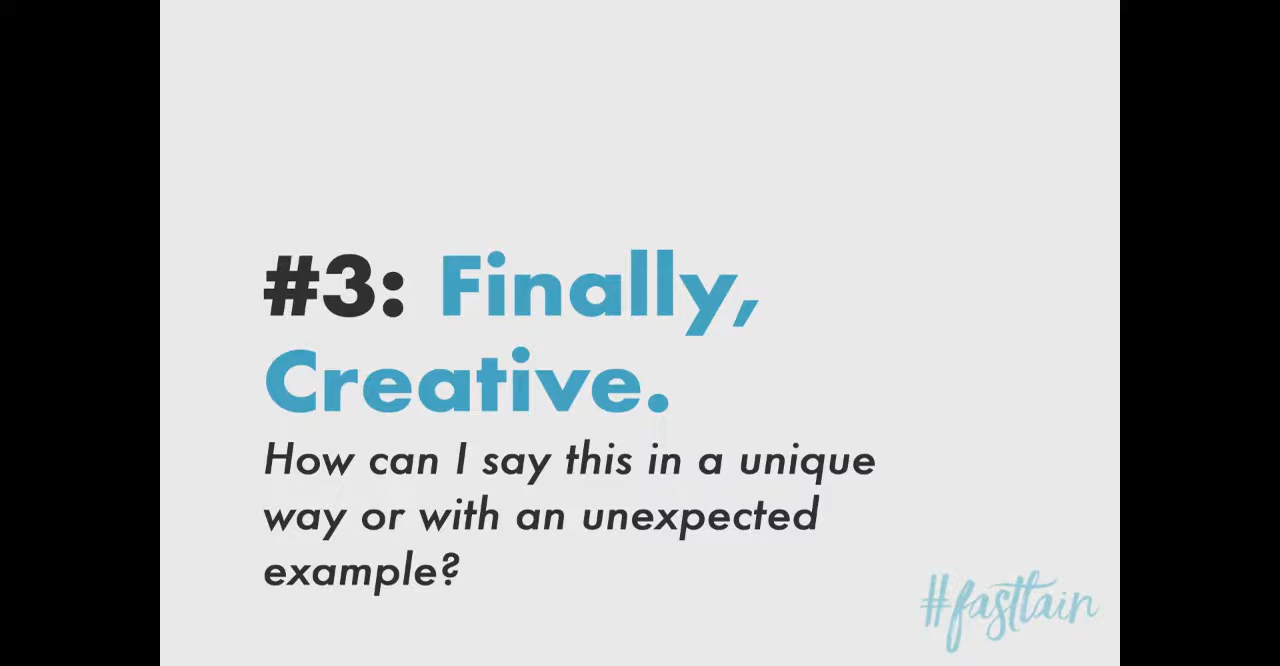 #3: Finally,
Creative.
How can I say this in a unique
way or with an unexpected
example?
#fasttain